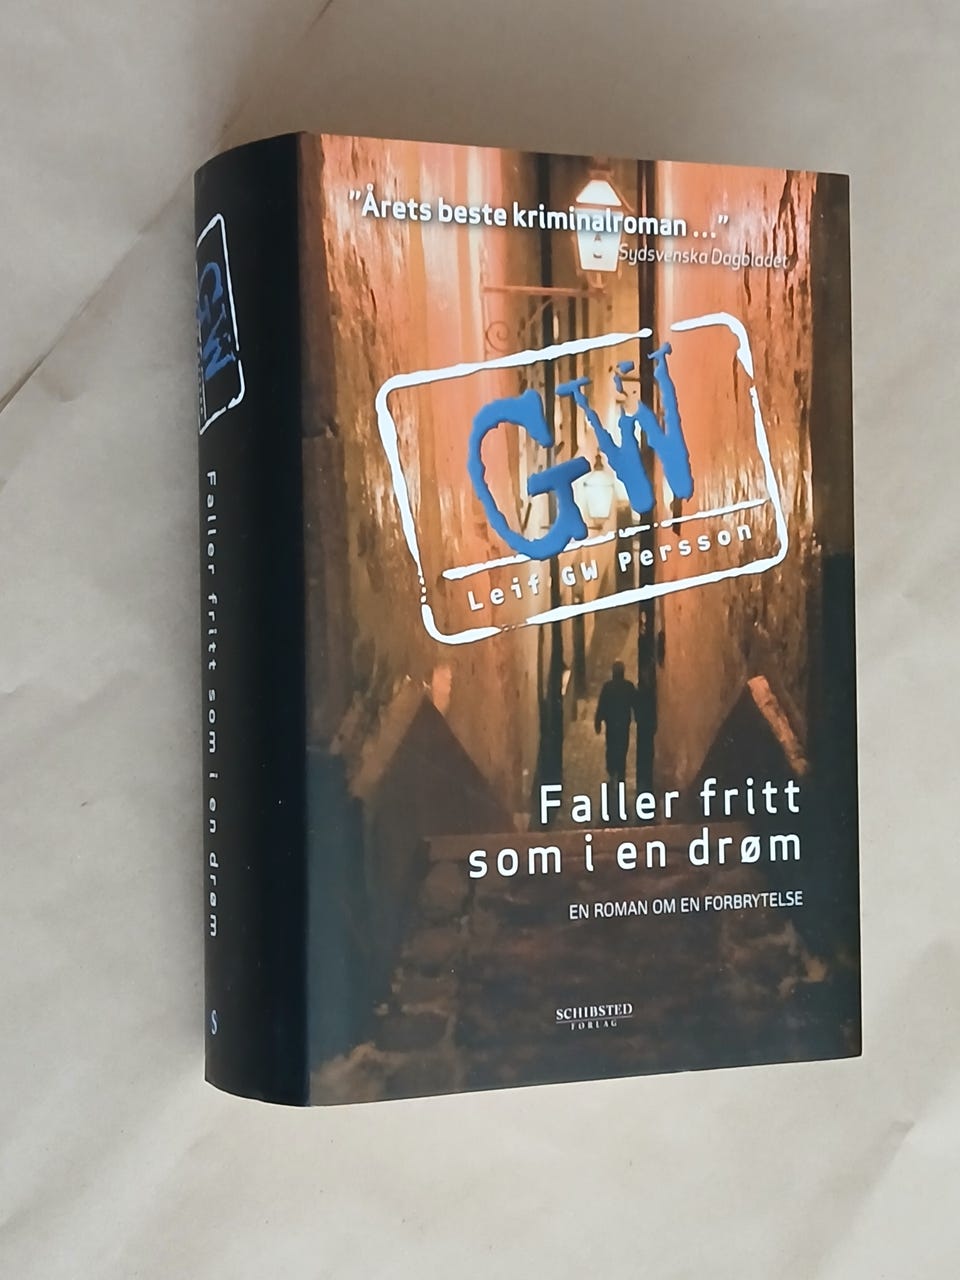 ”Årets beste kriminalroman ...”
Sydsvenska Dagbladet
GW
Leif GW Persson
Faller fritt
som i en drøm
EN ROMAN OM EN FORBRYTELSE
SCHIBSTED
FORLAG
GW
Faller fritt som i en drøm
S